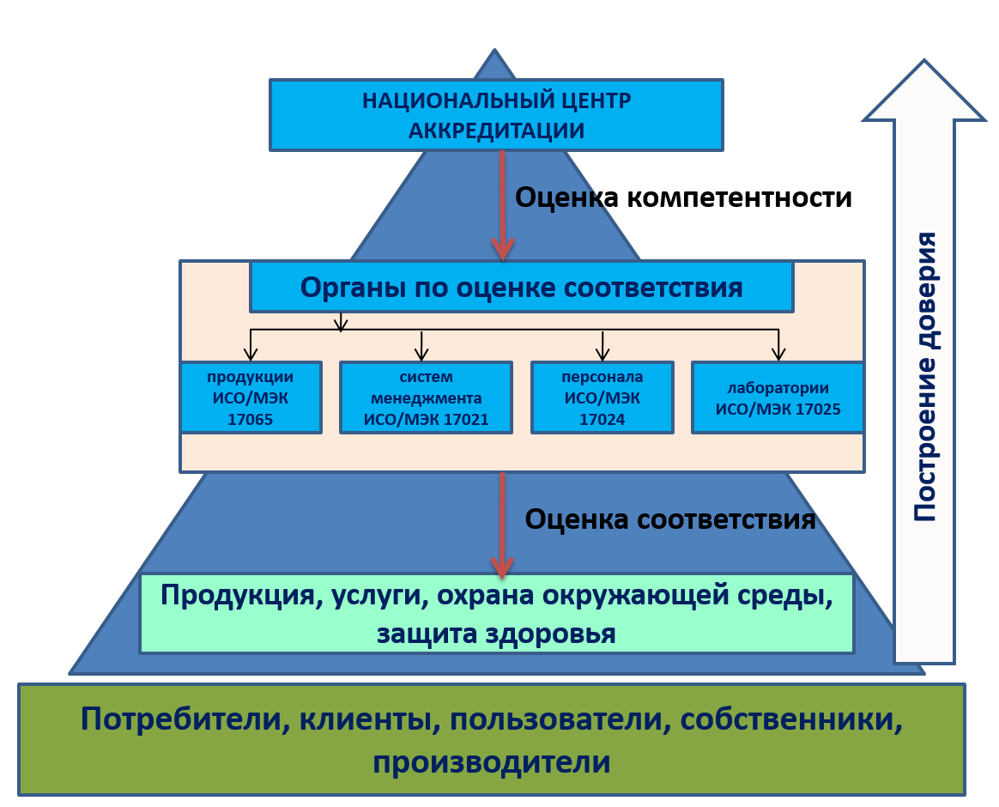 НАЦИОНАЛЬНЫЙ ЦЕНТР
АККРЕДИТАЦИИ
Оценка компетентности
Органы по оценке соответствия
продукции
ИСО/МЭК
17065
систем
менеджмента
ИСО/МЭК 17021
персонала
ИСО/МЭК
17024
лаборатории
ИСО/МЭК 17025
Оценка соответствия
Продукция, услуги, охрана окружающей среды,
защита здоровья
Потребители, клиенты, пользователи, собственники,
производители
Построение доверия